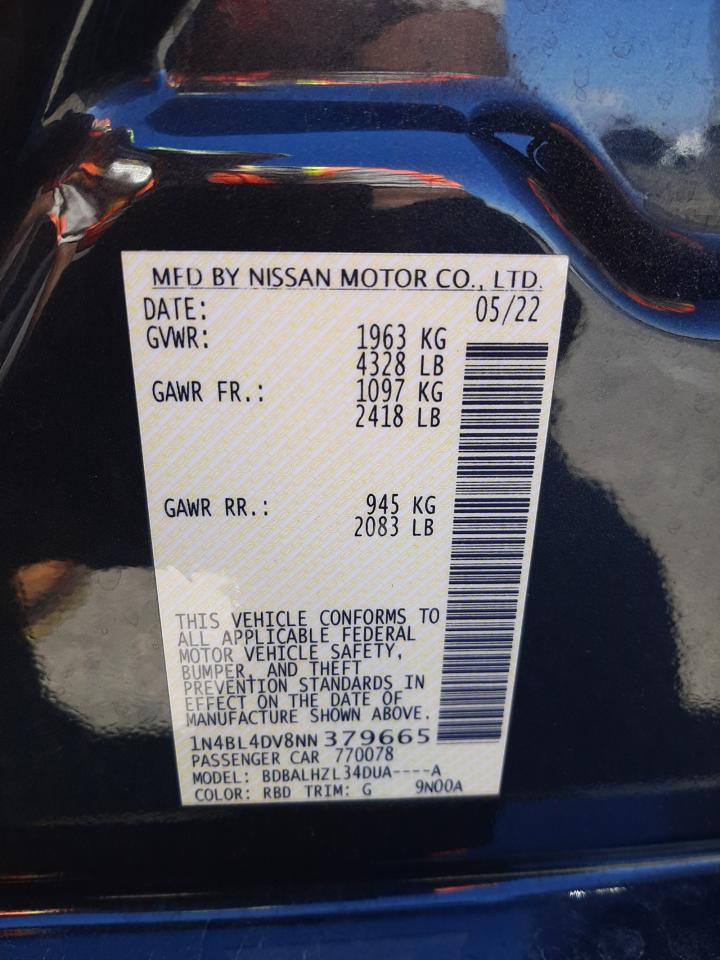 MFD BY NISSAN MOTOR CO., LTD.
DATE: 05/22
GVWR: 1963 KG
4328 LB
GAWR FR.: 1097 KG
2418 LB
GAWR RR.: 945 KG
2083 LB
THIS VEHICLE CONFORMS TO
ALL APPLICABLE FEDERAL
MOTOR VEHICLE SAFETY,
BUMPER, AND THEFT
PREVENTION STANDARDS IN
EFFECT ON THE DATE OF
MANUFACTURE SHOWN ABOVE.
1N4BL4DV8NN379665
PASSENGER CAR 770078
MODEL: BDBALHZL34DUA----A
COLOR: RBD TRIM: G 9N00A